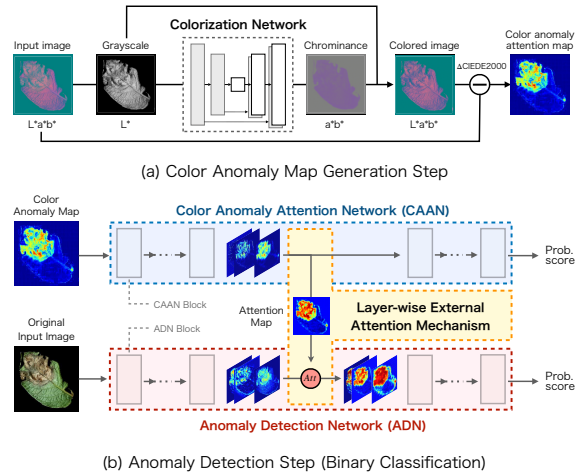 Colorization Network
Input image
Grayscale
Chrominance
Colored image
Color anomaly
attention map
ΔCIEDE2000
L*a*b*
L*
a*b*
L*a*b*
(a) Color Anomaly Map Generation Step
Color
Anomaly Map
Color Anomaly Attention Network (CAAN)
Prob.
score
CAAN Block
ADN Block
Attention
Map
Layer-wise External
Attention Mechanism
Original
Input Image
Att
Prob.
score
Anomaly Detection Network (ADN)
(b) Anomaly Detection Step (Binary Classification)